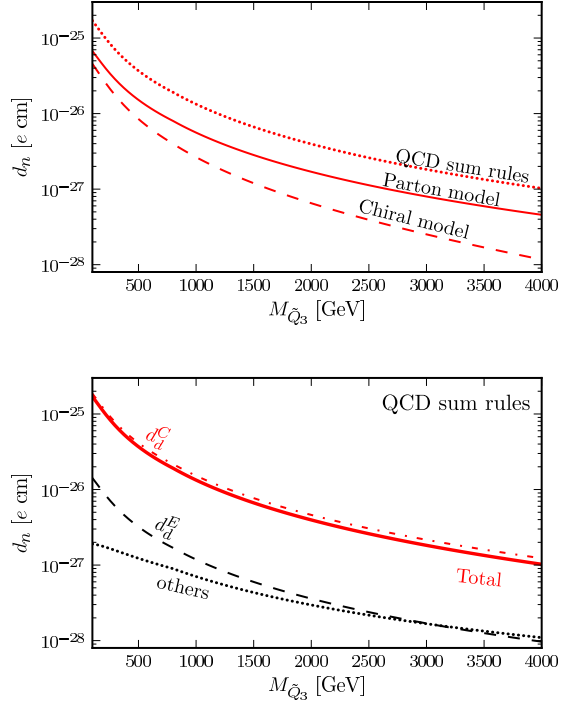 10⁻²⁵
10⁻²⁶
10⁻²⁷
10⁻²⁸
d_n [e cm]
QCD sum rules
Parton model
Chiral model
500 1000 1500 2000 2500 3000 3500 4000
M_{Q̃₃} [GeV]
QCD sum rules
10⁻²⁵
10⁻²⁶
10⁻²⁷
10⁻²⁸
d_n [e cm]
d_d^C
d_d^E
others
Total
500 1000 1500 2000 2500 3000 3500 4000
M_{Q̃₃} [GeV]